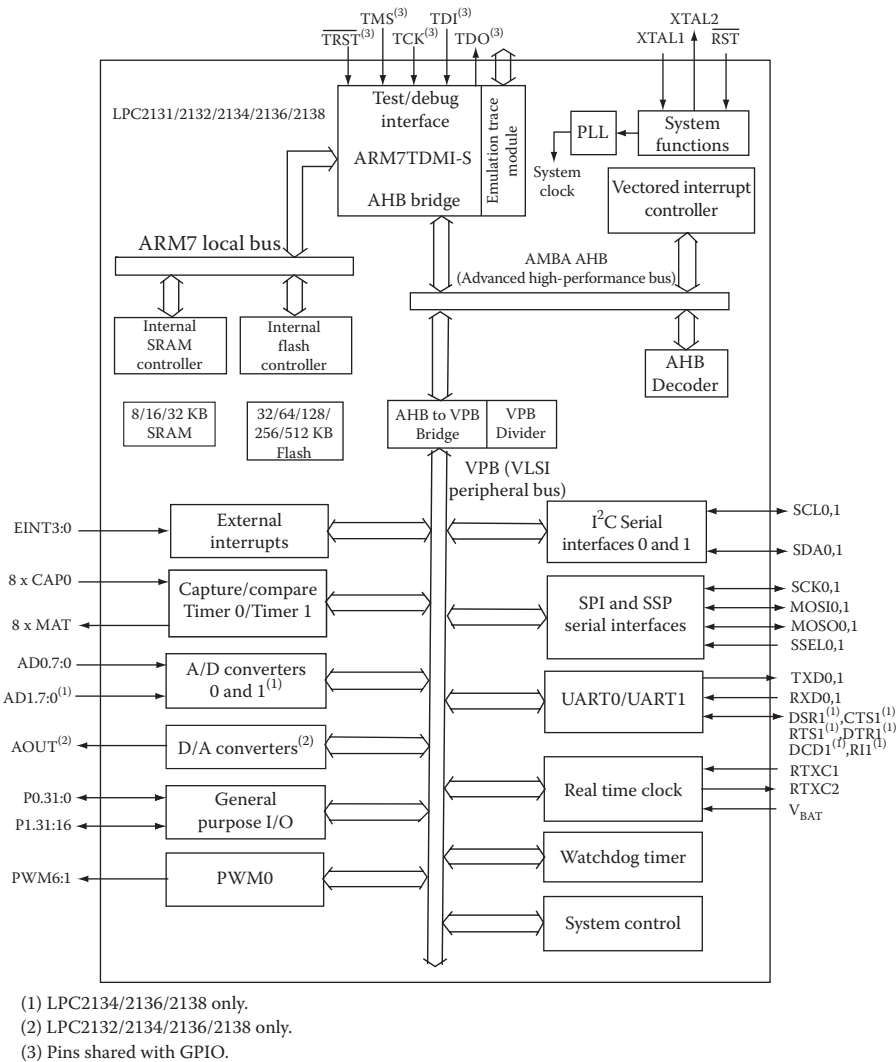 TMS(3)
TDI(3)
TRST(3)
TCK(3)
TDO(3)
XTAL2
XTAL1
RST
LPC2131/2132/2134/2136/2138
Test/debug
interface
ARM7TDMI-S
AHB bridge
Emulation trace
module
PLL
System
functions
System
clock
Vectored interrupt
controller
ARM7 local bus
AMBA AHB
(Advanced high-performance bus)
Internal
SRAM
controller
Internal
flash
controller
AHB
Decoder
8/16/32 KB
SRAM
32/64/128/
256/512 KB
Flash
AHB to VPB
Bridge
VPB
Divider
VPB (VLSI
peripheral bus)
EINT3:0
External
interrupts
I2C Serial
interfaces 0 and 1
SCL0,1
SDA0,1
8 x CAP0
8 x MAT
Capture/compare
Timer 0/Timer 1
SPI and SSP
serial interfaces
SCK0,1
MOSI0,1
MOSO0,1
SSEL0,1
AD0.7:0
AD1.7:0(1)
A/D converters
0 and 1(1)
UART0/UART1
TXD0,1
RXD0,1
DSR1(1),CTS1(1)
RTS1(1),DTR1(1)
DCD1(1),RI1(1)
AOUT(2)
D/A converters(2)
P0.31:0
P1.31:16
General
purpose I/O
Real time clock
RTXC1
RTXC2
VBAT
PWM6:1
PWM0
Watchdog timer
System control
(1) LPC2134/2136/2138 only.
(2) LPC2132/2134/2136/2138 only.
(3) Pins shared with GPIO.